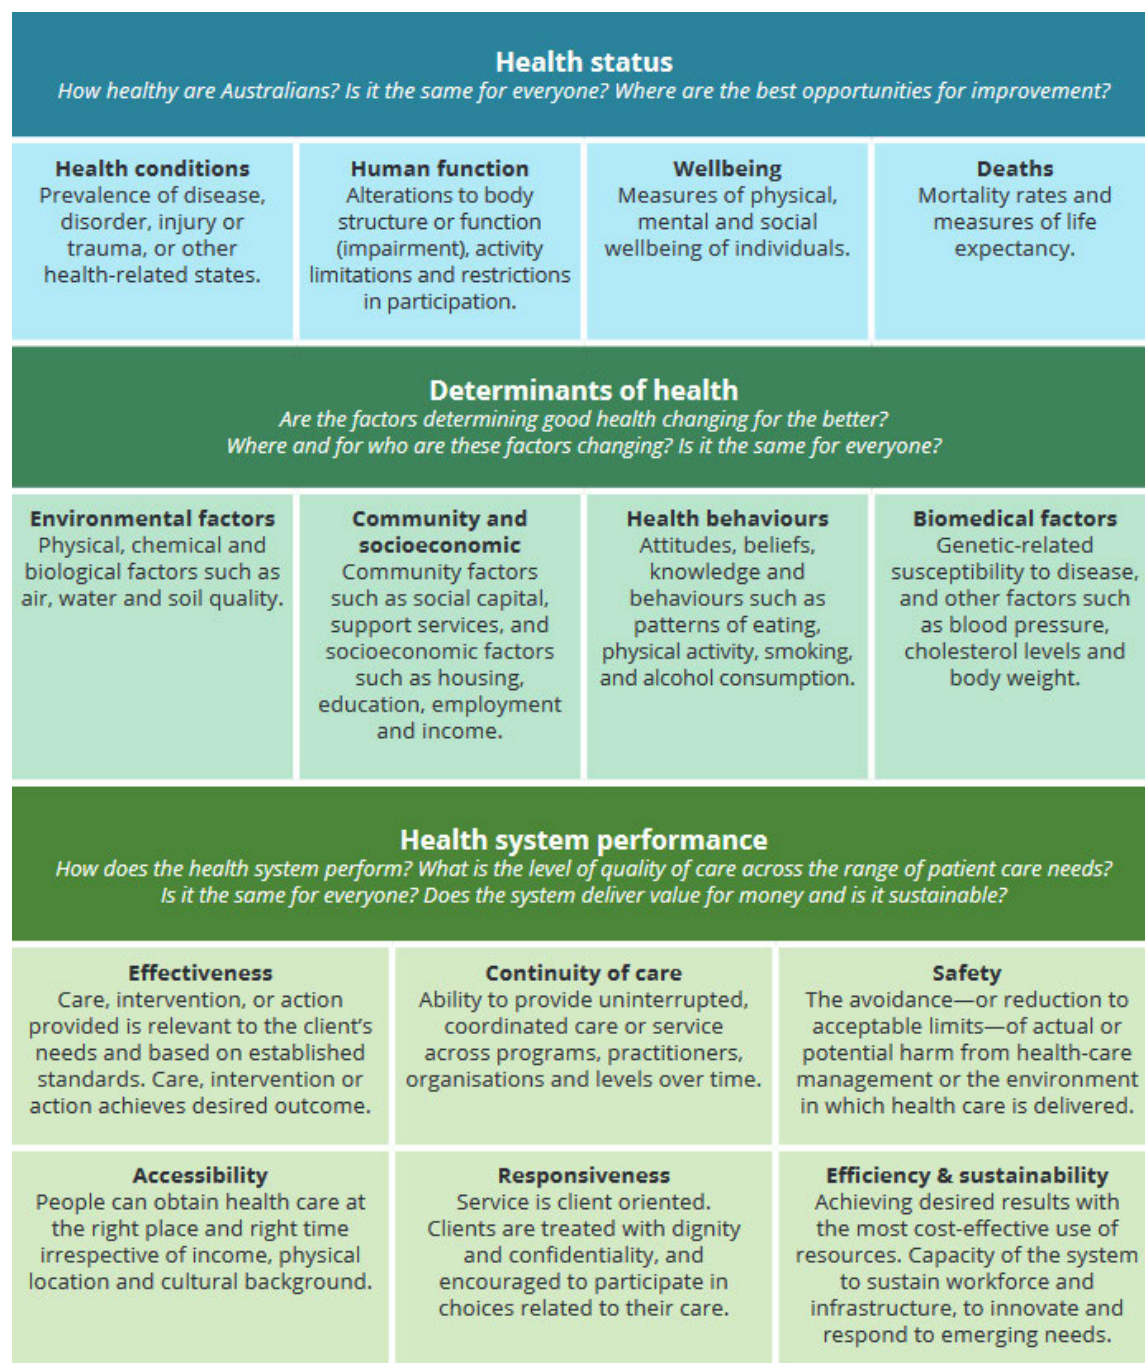 Health status
How healthy are Australians? Is it the same for everyone? Where are the best opportunities for improvement?
Health conditions
Prevalence of disease,
disorder, injury or
trauma, or other
health-related states.
Human function
Alterations to body
structure or function
(impairment), activity
limitations and restrictions
in participation.
Wellbeing
Measures of physical,
mental and social
wellbeing of individuals.
Deaths
Mortality rates and
measures of life
expectancy.
Determinants of health
Are the factors determining good health changing for the better?
Where and for who are these factors changing? Is it the same for everyone?
Environmental factors
Physical, chemical and
biological factors such as
air, water and soil quality.
Community and
socioeconomic
Community factors
such as social capital,
support services, and
socioeconomic factors
such as housing,
education, employment
and income.
Health behaviours
Attitudes, beliefs,
knowledge and
behaviours such as
patterns of eating,
physical activity, smoking,
and alcohol consumption.
Biomedical factors
Genetic-related
susceptibility to disease,
and other factors such
as blood pressure,
cholesterol levels and
body weight.
Health system performance
How does the health system perform? What is the level of quality of care across the range of patient care needs?
Is it the same for everyone? Does the system deliver value for money and is it sustainable?
Effectiveness
Care, intervention, or action
provided is relevant to the client’s
needs and based on established
standards. Care, intervention or
action achieves desired outcome.
Continuity of care
Ability to provide uninterrupted,
coordinated care or service
across programs, practitioners,
organisations and levels over time.
Safety
The avoidance—or reduction to
acceptable limits—of actual or
potential harm from health-care
management or the environment
in which health care is delivered.
Accessibility
People can obtain health care at
the right place and right time
irrespective of income, physical
location and cultural background.
Responsiveness
Service is client oriented.
Clients are treated with dignity
and confidentiality, and
encouraged to participate in
choices related to their care.
Efficiency & sustainability
Achieving desired results with
the most cost-effective use of
resources. Capacity of the system
to sustain workforce and
infrastructure, to innovate and
respond to emerging needs.